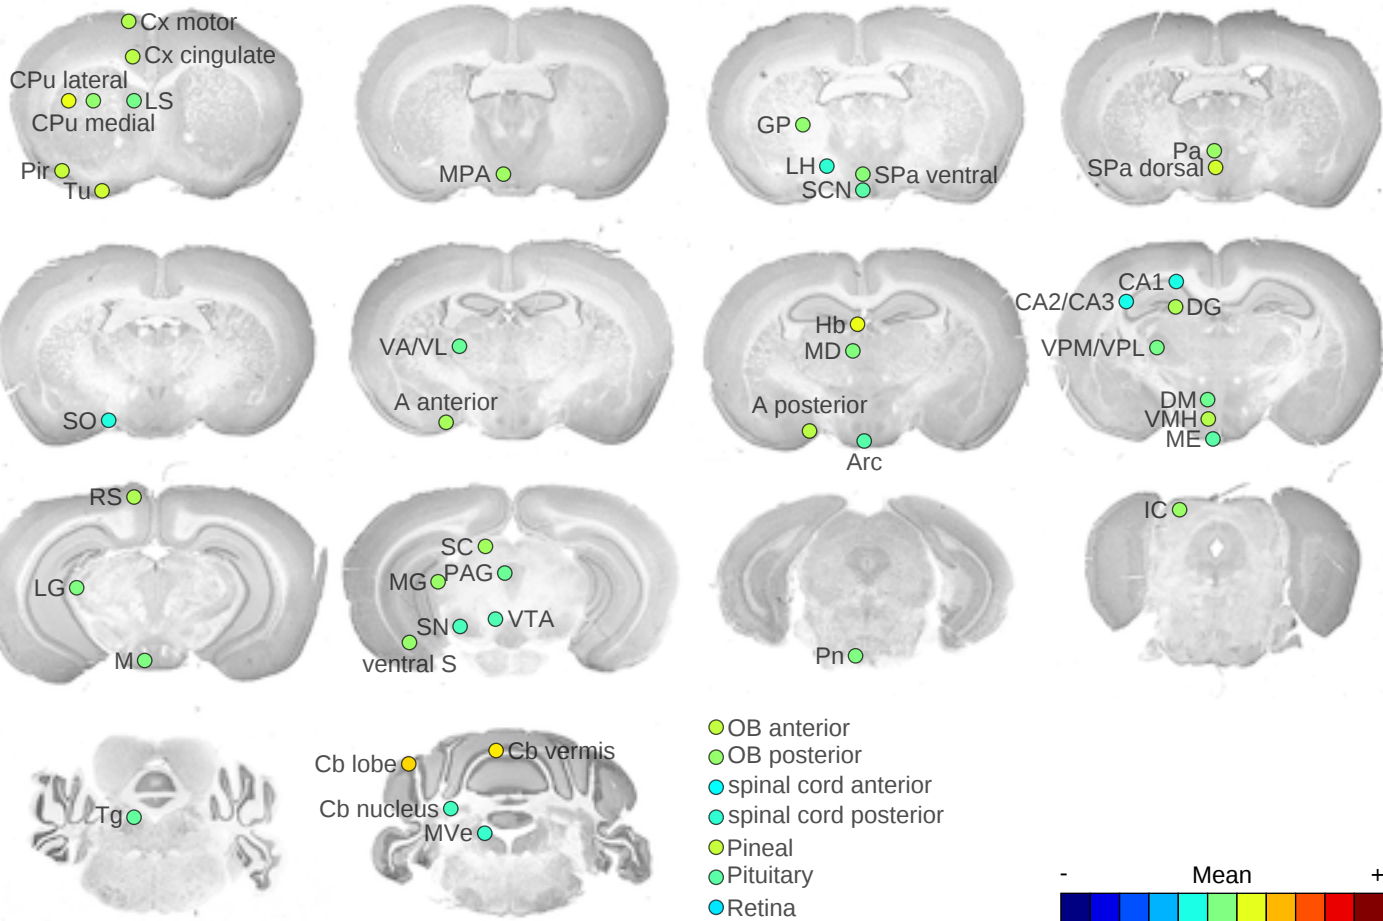 Cx motor
Cx cingulate
CPu lateral
LS
CPu medial
Pir
Tu
MPA
GP
LH
SPa ventral
SCN
Pa
SPa dorsal
SO
VA/VL
A anterior
Hb
MD
A posterior
Arc
CA1
CA2/CA3
DG
VPM/VPL
DM
VMH
ME
RS
LG
M
SC
MG
PAG
SN
VTA
ventral S
Pn
IC
Tg
Cb lobe
Cb vermis
Cb nucleus
MVe
OB anterior
OB posterior
spinal cord anterior
spinal cord posterior
Pineal
Pituitary
Retina
- Mean +